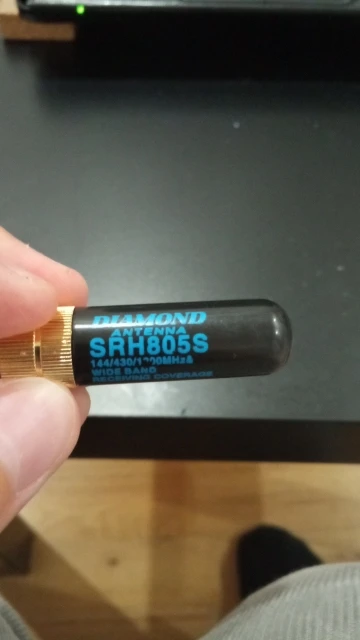 DIAMOND
ANTENNA
SRH805S
144/430/1200MHz&
WIDE BAND
RECEIVING COVERAGE